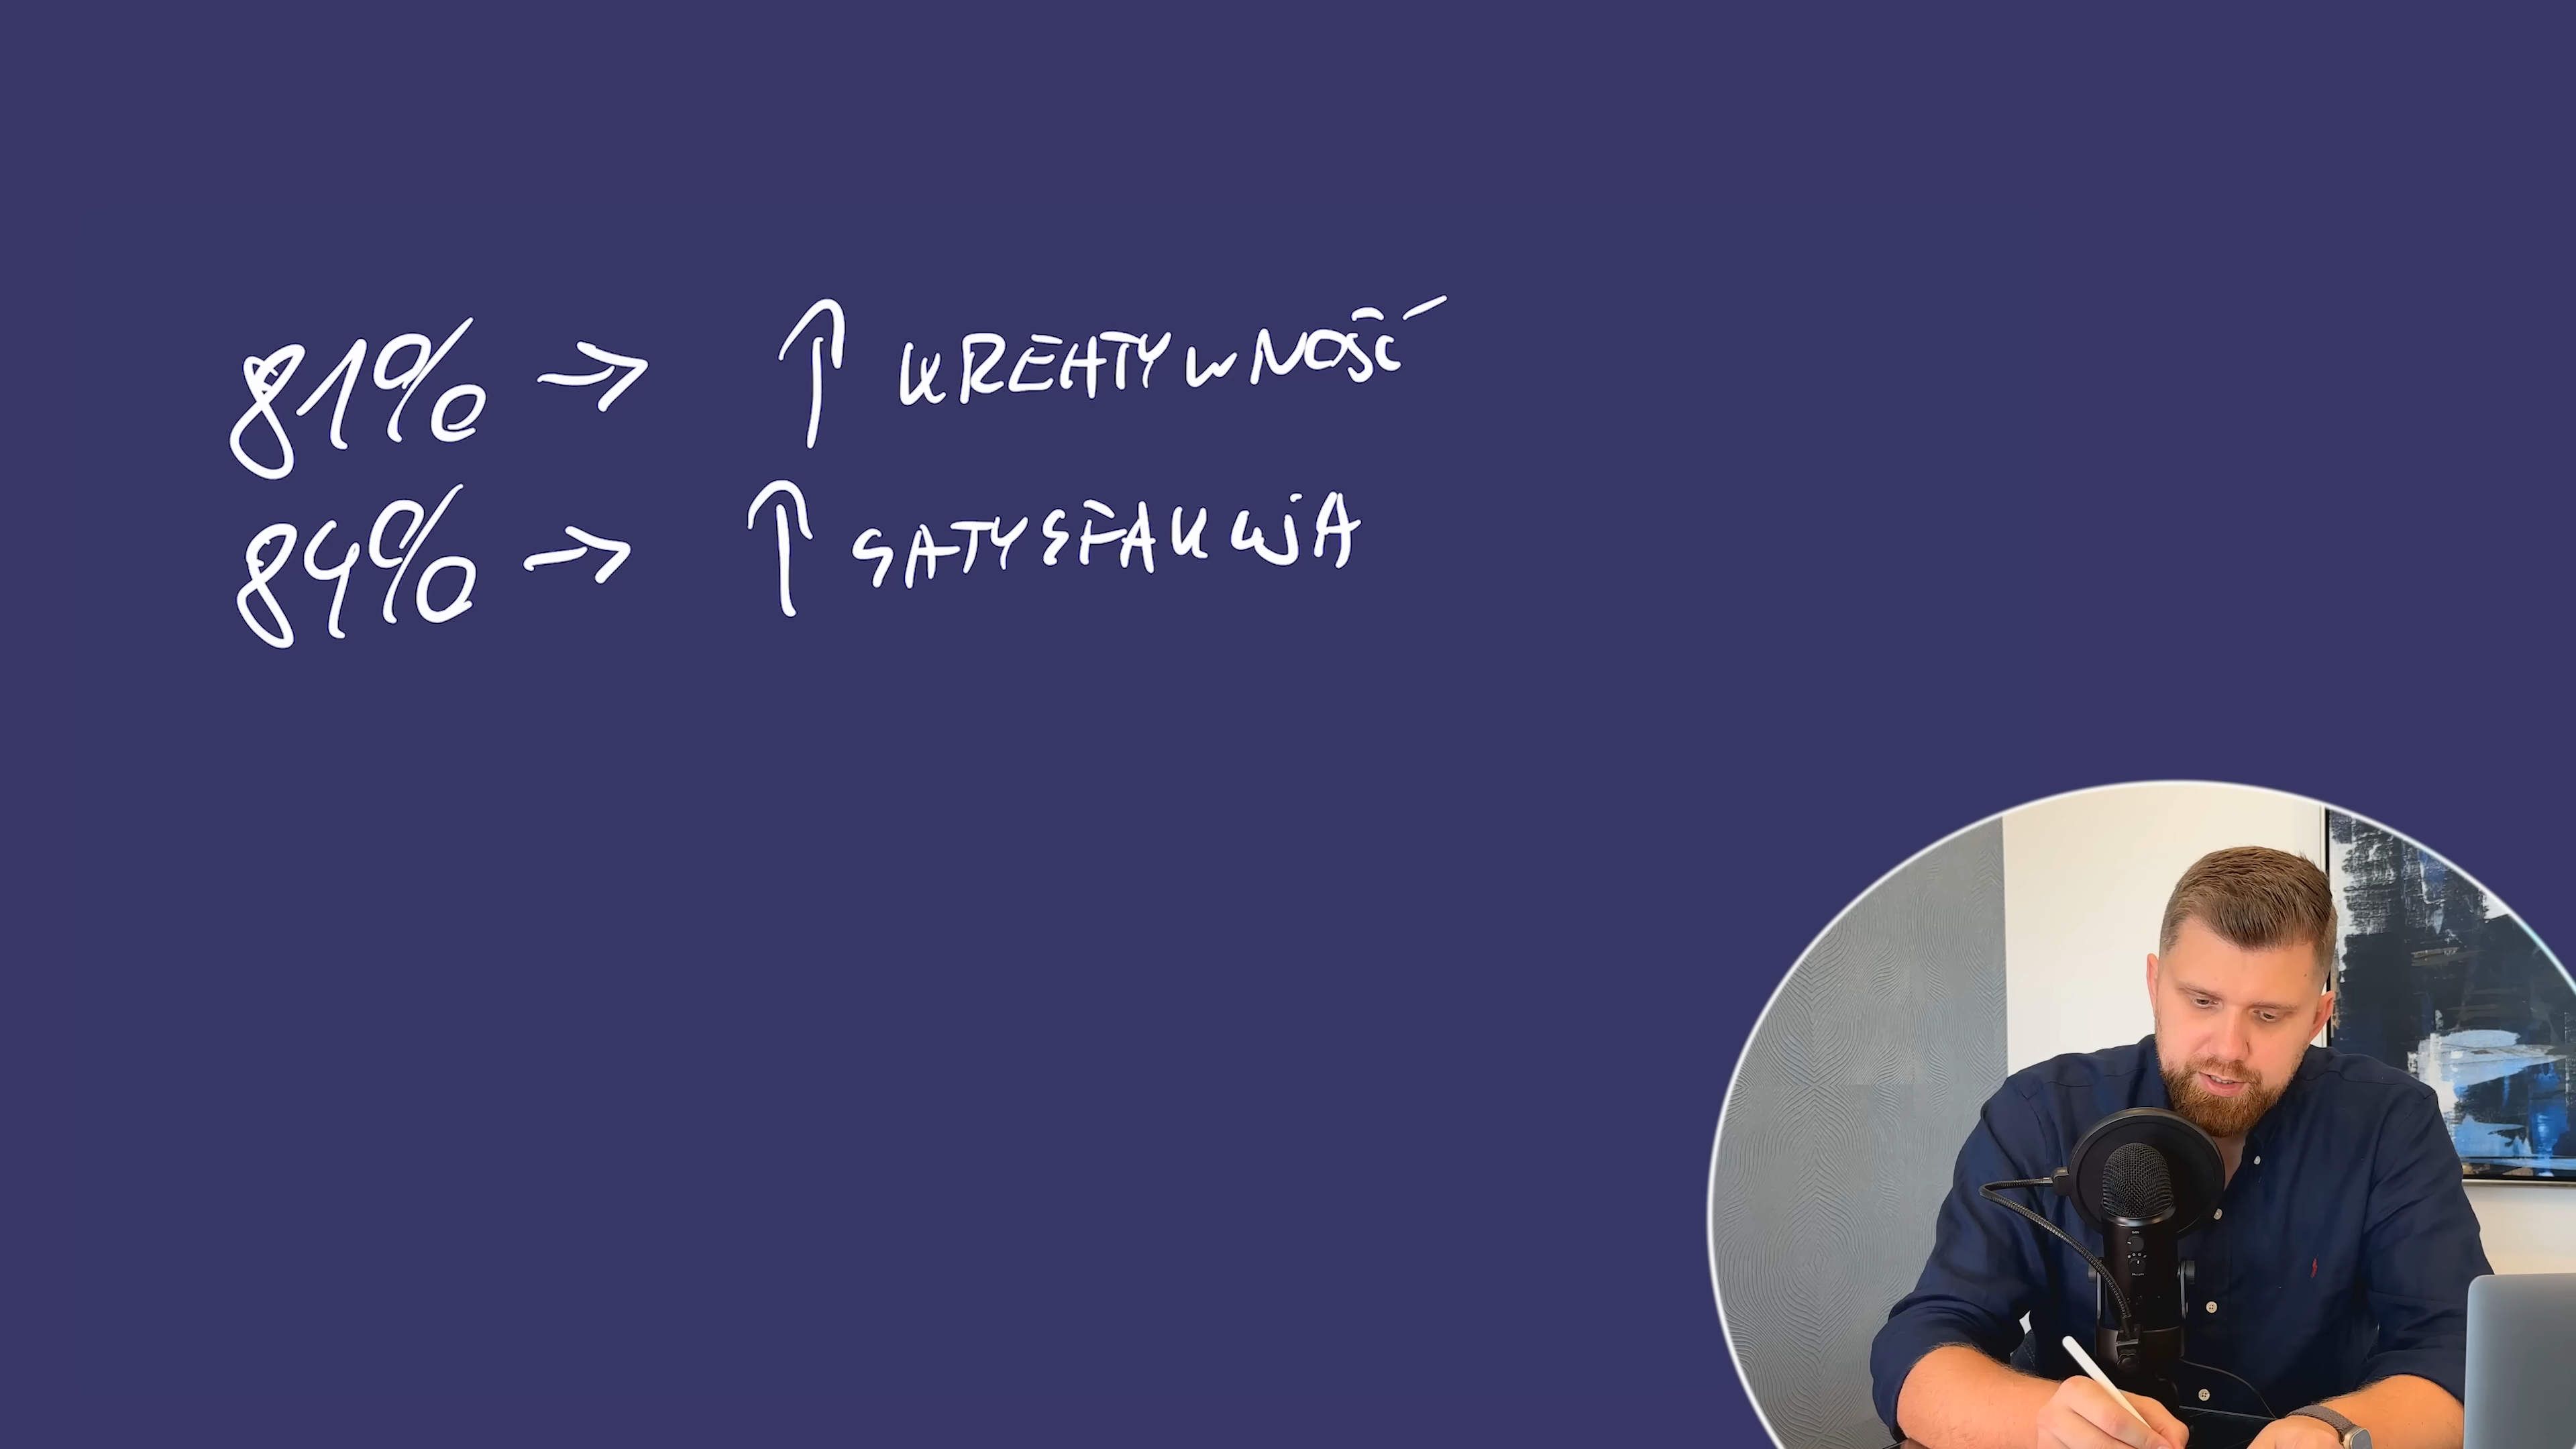 81% → ↑ KREATYWNOŚĆ
84% → ↑ SATYSFAKCJA